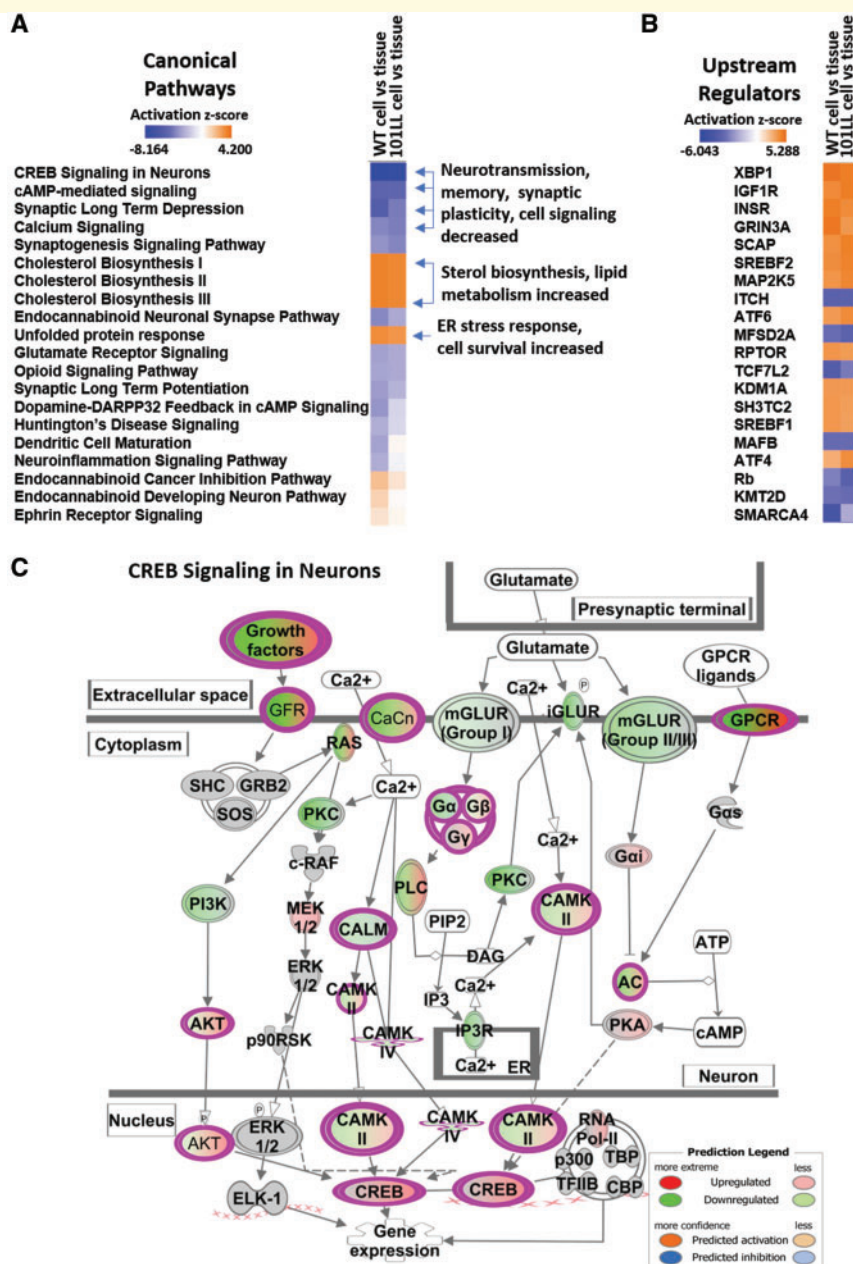 A
Canonical
Pathways
Activation z-score
-8.164 4.200
WT cell vs tissue
101LL cell vs tissue
CREB Signaling in Neurons
cAMP-mediated signaling
Synaptic Long Term Depression
Calcium Signaling
Synaptogenesis Signaling Pathway
Cholesterol Biosynthesis I
Cholesterol Biosynthesis II
Cholesterol Biosynthesis III
Endocannabinoid Neuronal Synapse Pathway
Unfolded protein response
Glutamate Receptor Signaling
Opioid Signaling Pathway
Synaptic Long Term Potentiation
Dopamine-DARPP32 Feedback in cAMP Signaling
Huntington's Disease Signaling
Dendritic Cell Maturation
Neuroinflammation Signaling Pathway
Endocannabinoid Cancer Inhibition Pathway
Endocannabinoid Developing Neuron Pathway
Ephrin Receptor Signaling
Neurotransmission,
memory, synaptic
plasticity, cell signaling
decreased
Sterol biosynthesis, lipid
metabolism increased
ER stress response,
cell survival increased
B
Upstream
Regulators
Activation z-score
-6.043 5.288
WT cell vs tissue
101LL cell vs tissue
XBP1
IGF1R
INSR
GRIN3A
SCAP
SREBF2
MAP2K5
ITCH
ATF6
MFSD2A
RPTOR
TCF7L2
KDM1A
SH3TC2
SREBF1
MAFB
ATF4
Rb
KMT2D
SMARCA4
C
CREB Signaling in Neurons
Glutamate
Presynaptic terminal
Growth
factors
Glutamate
GPCR
ligands
Extracellular space
Ca2+
Ca2+
P
GFR
CaCn
mGLUR
(Group I)
iGLUR
mGLUR
(Group II/III)
GPCR
Cytoplasm
RAS
SHC
GRB2
SOS
Ca2+
PKC
Gα
Gβ
Gγ
Gαs
Ca2+
c-RAF
Gαi
PI3K
MEK
1/2
PLC
PKC
CAMK
II
CALM
PIP2
DAG
ATP
ERK
1/2
CAMK
II
Ca2+
AC
IP3
AKT
p90RSK
CAMK
IV
IP3R
PKA
cAMP
Ca2+
ER
Neuron
Nucleus
P
P
AKT
ERK
1/2
CAMK
II
CAMK
IV
CAMK
II
RNA
Pol-II
p300
TBP
TFIIB
CBP
ELK-1
CREB
CREB
Gene
expression
Prediction Legend
more extreme less
Upregulated
Downregulated
more confidence less
Predicted activation
Predicted inhibition